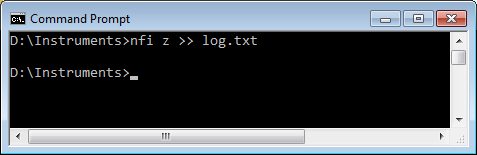 Command Prompt
D:\Instruments>nfi z >> log.txt
D:\Instruments>